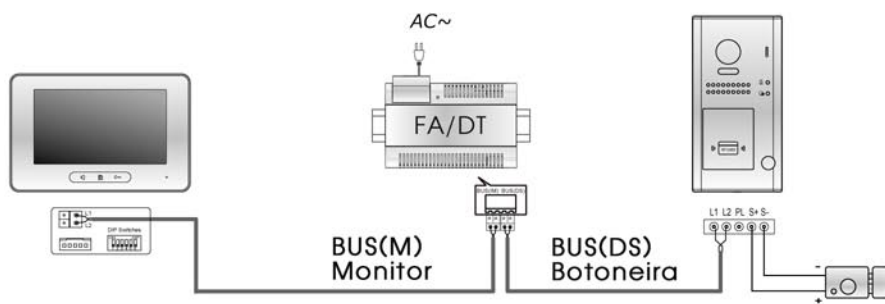 AC~
FA/DT
BUS(M) BUS(DS)
L1
L2
DIP Switches
L1 L2 PL S+ S-
BUS(M)
Monitor
BUS(DS)
Botoneira
-
+